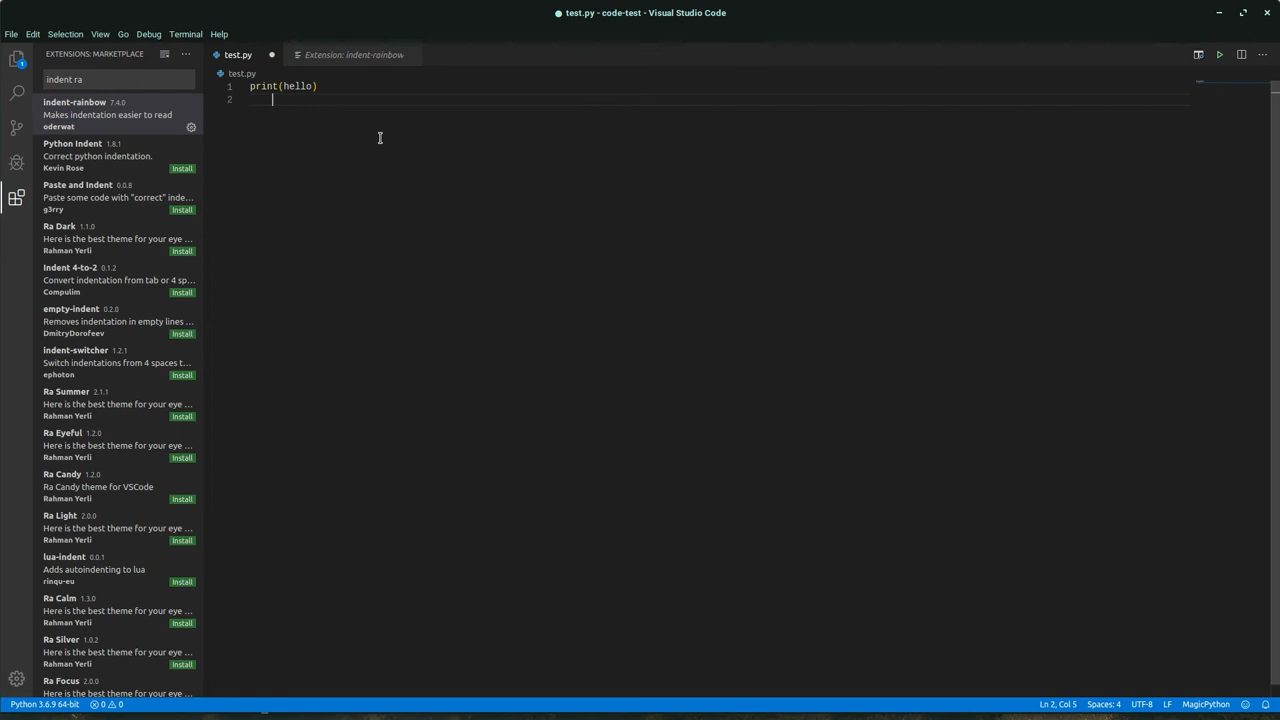 test.py - code-test - Visual Studio Code
File Edit Selection View Go Debug Terminal Help
EXTENSIONS: MARKETPLACE
test.py
Extension: indent-rainbow
1
indent ra
test.py
1 print(hello)
2
indent-rainbow 7.4.0
Makes indentation easier to read
oderwat
Python Indent 1.8.1
Correct python indentation.
Kevin Rose Install
Paste and Indent 0.0.8
Paste some code with "correct" inde...
g3rry Install
Ra Dark 1.1.0
Here is the best theme for your eye ...
Rahman Yerli Install
Indent 4-to-2 0.1.2
Convert indentation from tab or 4 sp...
Compulim Install
empty-indent 0.2.0
Removes indentation in empty lines ...
DmitryDorofeev Install
indent-switcher 1.2.1
Switch indentations from 4 spaces t...
ephoton Install
Ra Summer 2.1.1
Here is the best theme for your eye ...
Rahman Yerli Install
Ra Eyeful 1.2.0
Here is the best theme for your eye ...
Rahman Yerli Install
Ra Candy 1.2.0
Ra Candy theme for VSCode
Rahman Yerli Install
Ra Light 2.0.0
Here is the best theme for your eye ...
Rahman Yerli Install
lua-indent 0.0.1
Adds autoindenting to lua
rinqu-eu Install
Ra Calm 1.3.0
Here is the best theme for your eye ...
Rahman Yerli Install
Ra Silver 1.0.2
Here is the best theme for your eye ...
Rahman Yerli Install
Ra Focus 2.0.0
Here is the best theme for your eye ...
Python 3.6.9 64-bit 0 0 Ln 2, Col 5 Spaces: 4 UTF-8 LF MagicPython